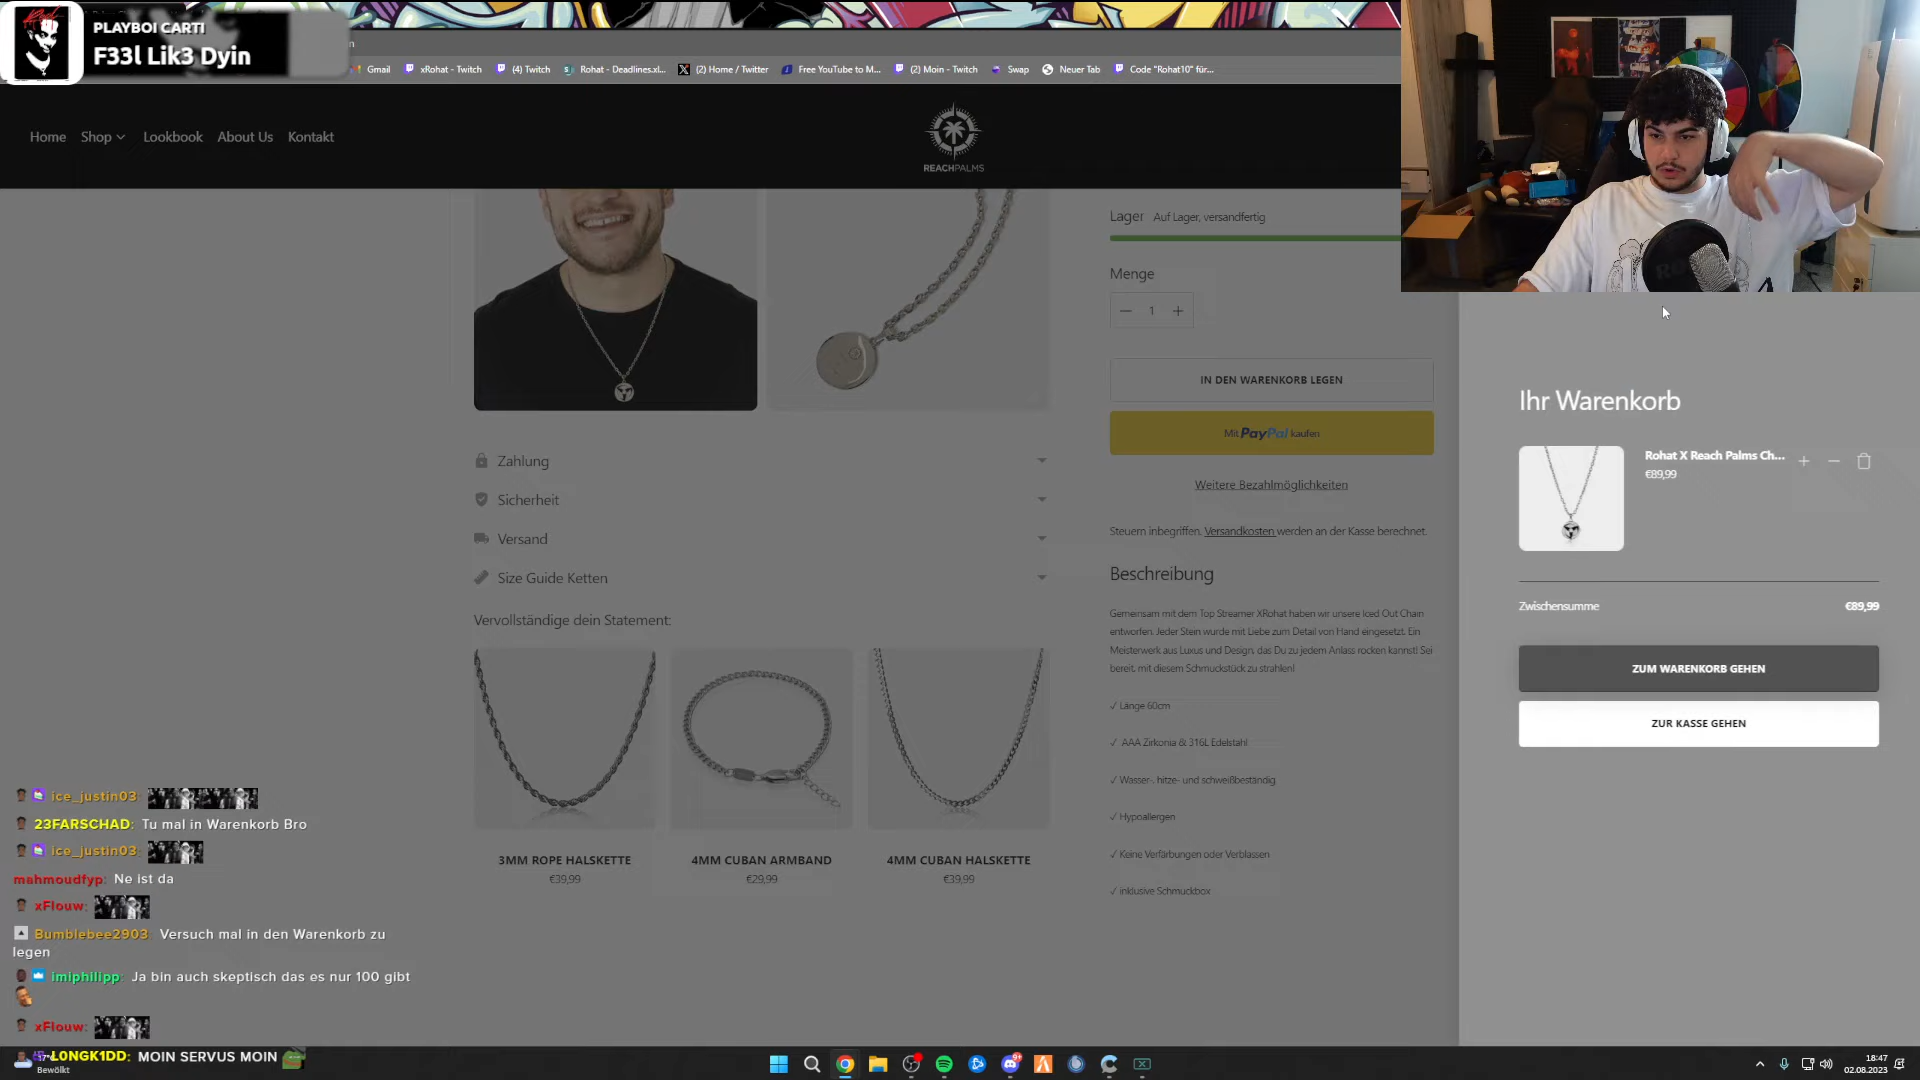 PLAYBOI CARTI
F33l Lik3 Dyin
Gmail
xRohat - Twitch
(4) Twitch
Rohat - Deadlines.xl...
(2) Home / Twitter
Free YouTube to M...
(2) Moin - Twitch
Swap
Neuer Tab
Code "Rohat10" für...
Home
Shop
Lookbook
About Us
Kontakt
REACHPALMS
Lager Auf Lager, versandfertig
Menge
1
IN DEN WARENKORB LEGEN
Mit PayPal kaufen
Weitere Bezahlmöglichkeiten
Steuern inbegriffen. Versandkosten werden an der Kasse berechnet.
Zahlung
Sicherheit
Versand
Size Guide Ketten
Vervollständige dein Statement:
3MM ROPE HALSKETTE
€39,99
4MM CUBAN ARMBAND
€29,99
4MM CUBAN HALSKETTE
€39,99
Beschreibung
Gemeinsam mit dem Top Streamer XRohat haben wir unsere Iced Out Chain
entworfen. Jeder Stein wurde mit Liebe zum Detail von Hand eingesetzt. Ein
Meisterwerk aus Luxus und Design, das Du zu jedem Anlass rocken kannst! Sei
bereit, mit diesem Schmuckstück zu strahlen!
✓ Länge 60cm
✓ AAA Zirkonia & 316L Edelstahl
✓ Wasser-, hitze- und schweißbeständig
✓ Hypoallergen
✓ Keine Verfärbungen oder Verblassen
✓ inklusive Schmuckbox
Ihr Warenkorb
Rohat X Reach Palms Ch...
€89,99
Zwischensumme
€89,99
ZUM WARENKORB GEHEN
ZUR KASSE GEHEN
ice_justin03:
23FARSCHAD: Tu mal in Warenkorb Bro
ice_justin03:
mahmoudfyp: Ne ist da
xFlouw:
Bumblebee2903: Versuch mal in den Warenkorb zu
legen
imiphilipp: Ja bin auch skeptisch das es nur 100 gibt
xFlouw:
L0NGK1DD: MOIN SERVUS MOIN
17°C
Bewölkt
18:47
02.08.2023